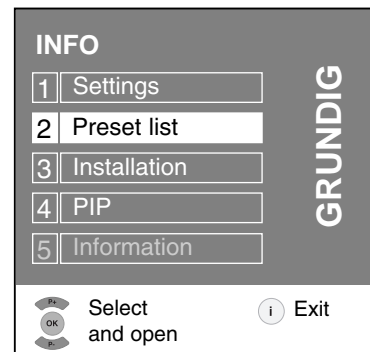 INFO
1 Settings
2 Preset list
3 Installation
4 PIP
5 Information
GRUNDIG
P+
OK
P-
Select
and open
i Exit